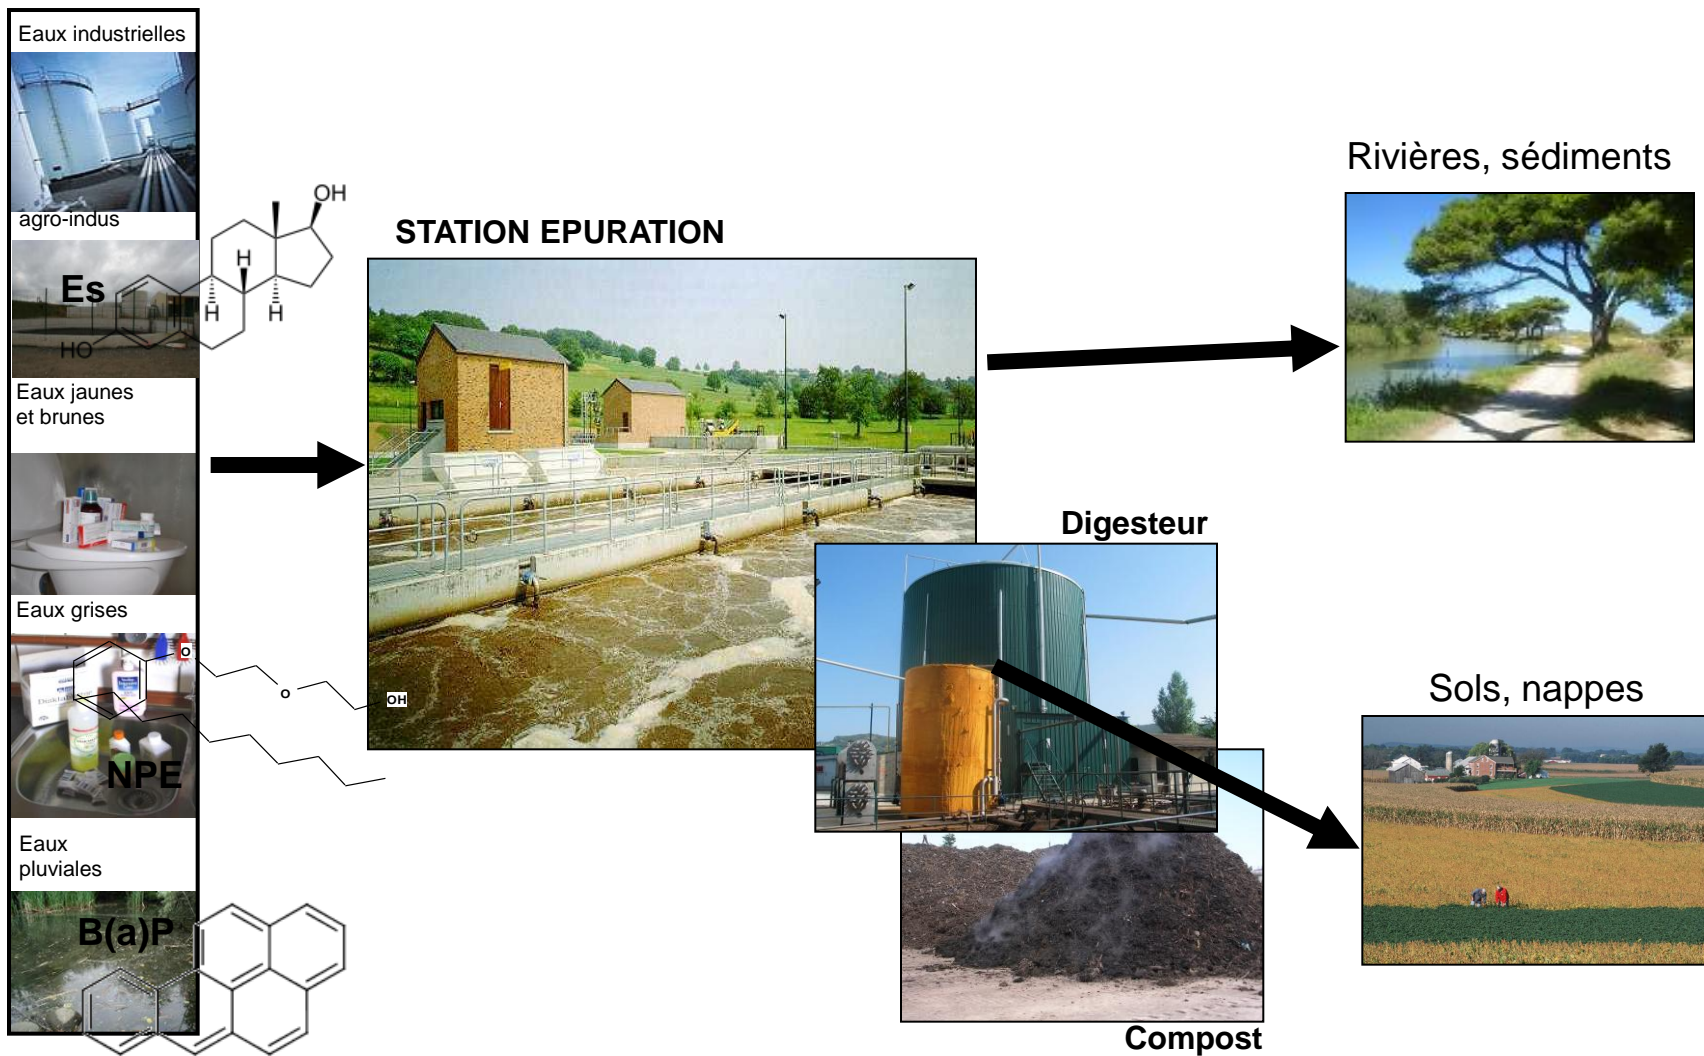 Eaux industrielles
agro-indus
Es
OH
H
H
H
HO
Eaux jaunes
et brunes
Eaux grises
O
O
OH
NPE
Eaux
pluviales
B(a)P
STATION EPURATION
Digesteur
Compost
Rivières, sédiments
Sols, nappes